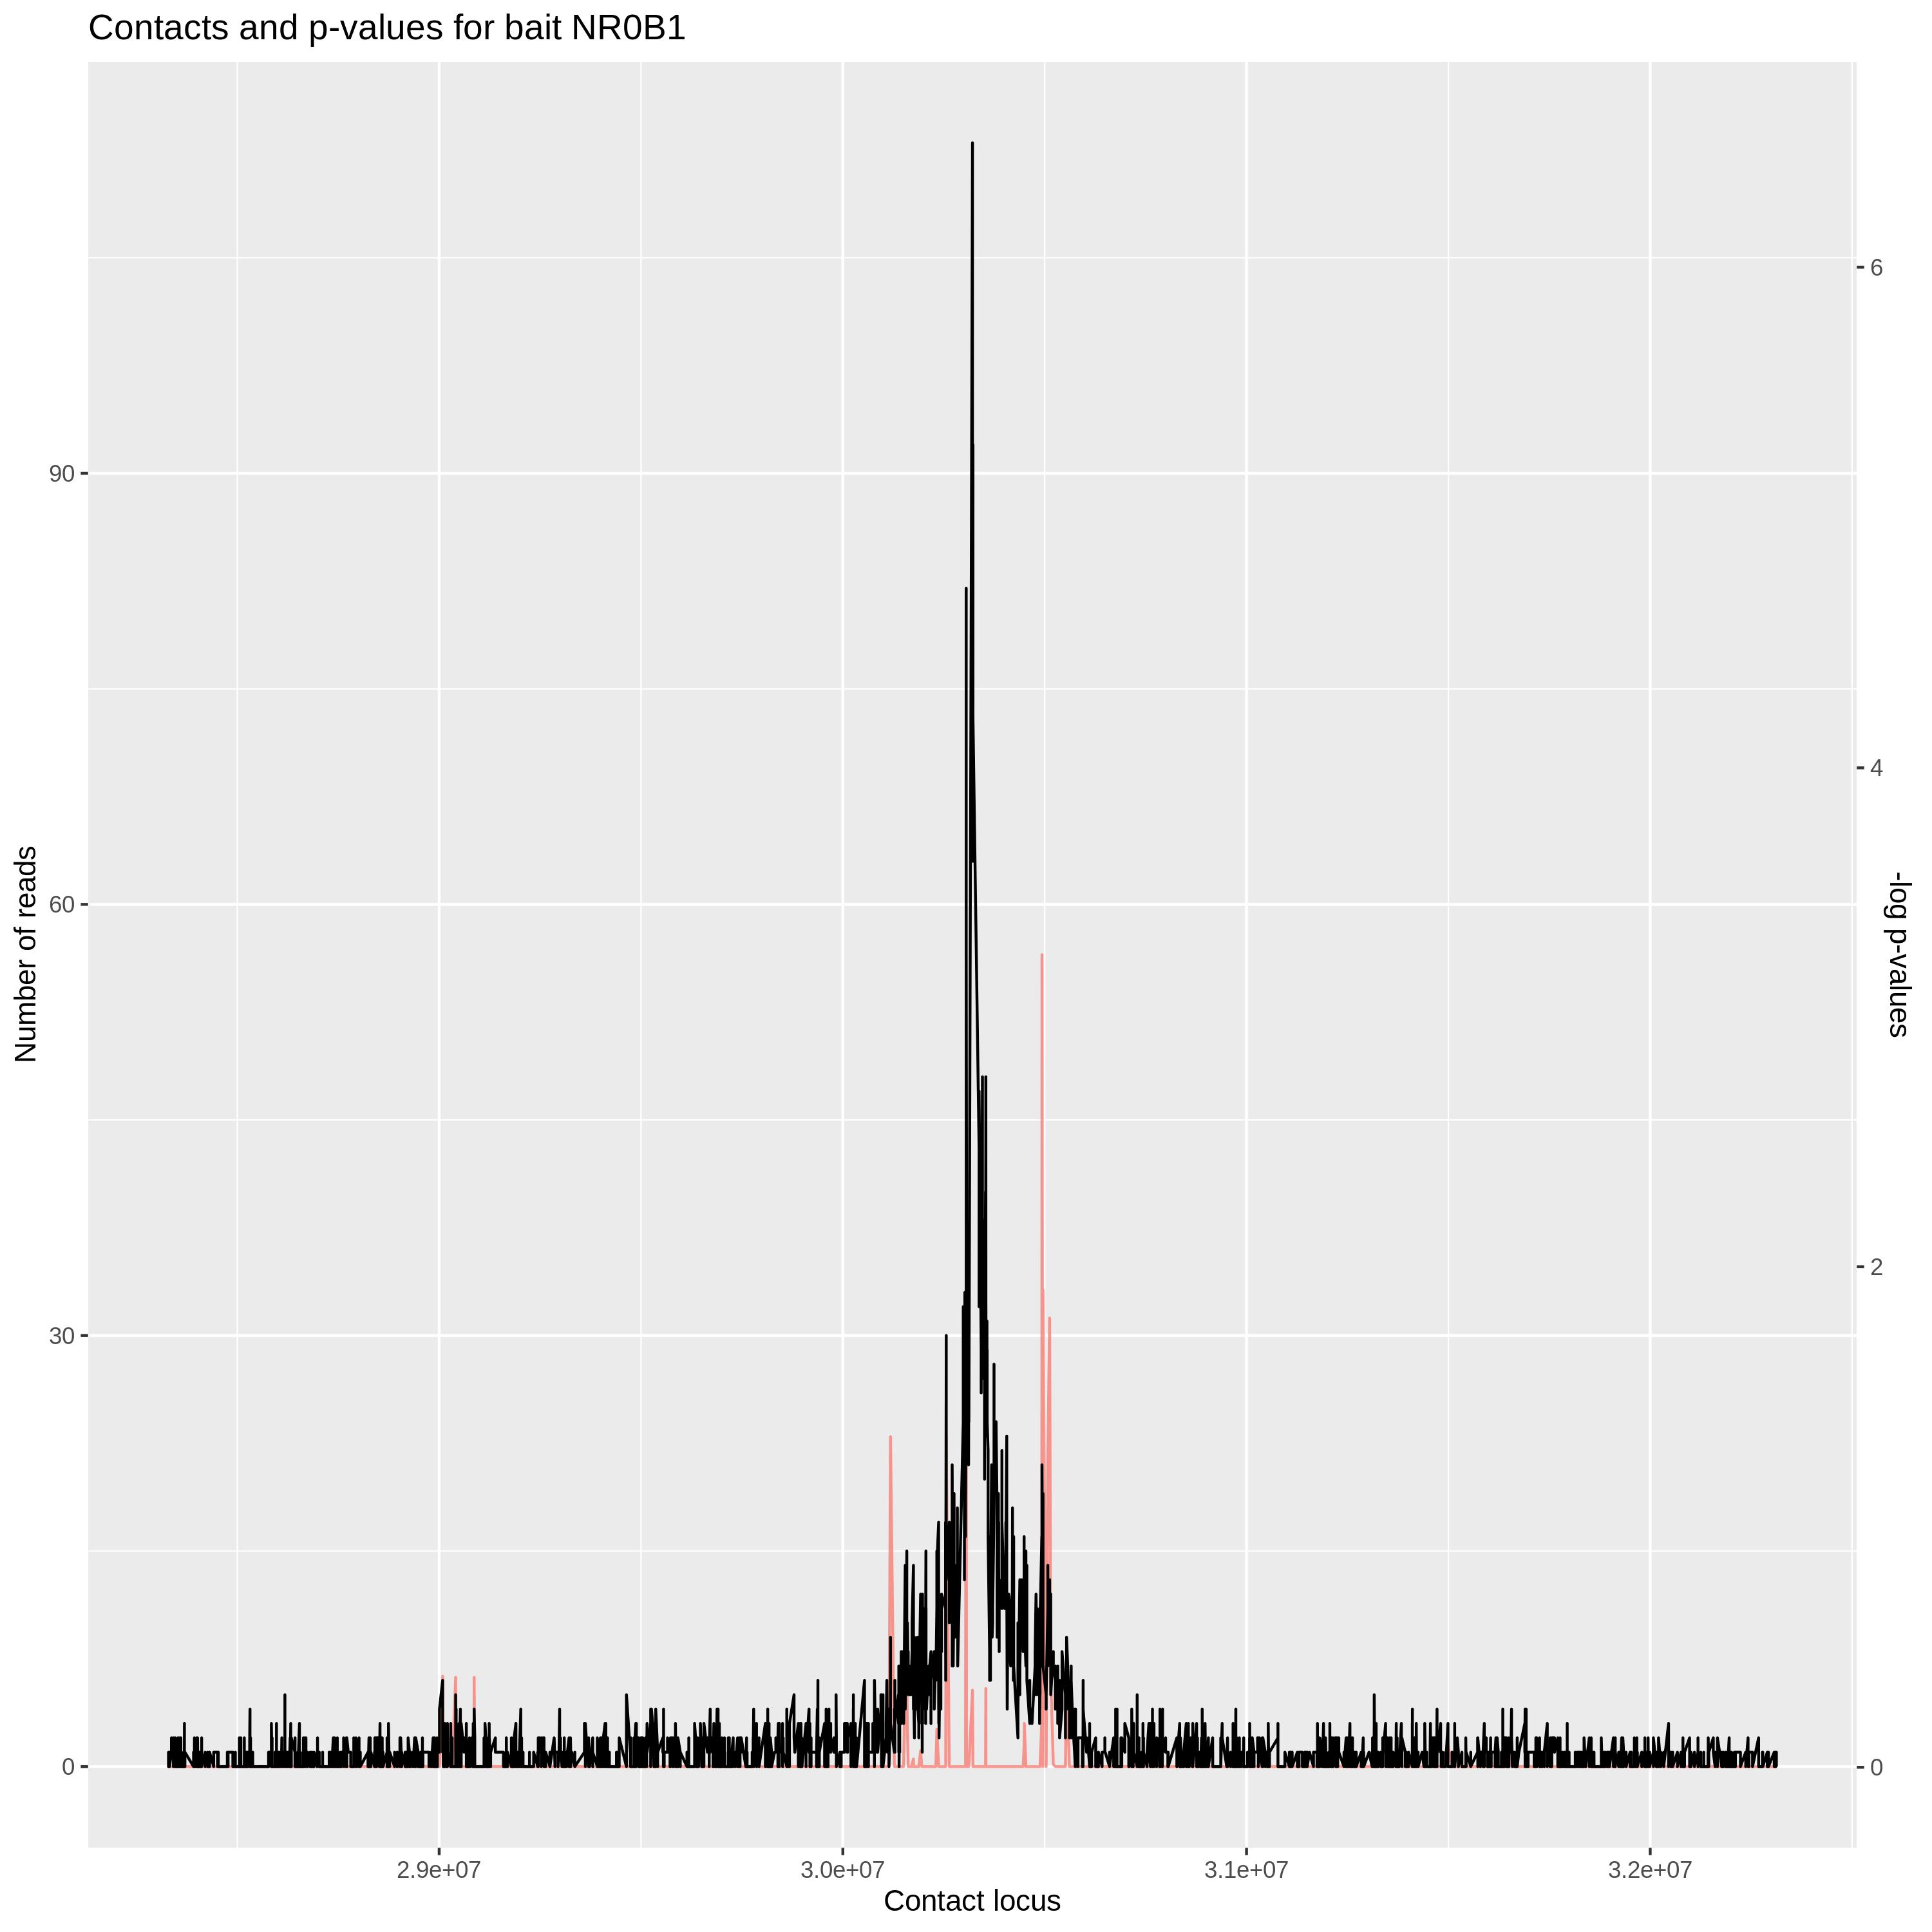 Contacts and p-values for bait NR0B1
90
60
30
0
6
4
2
0
Number of reads
-log p-values
2.9e+07
3.0e+07
3.1e+07
3.2e+07
Contact locus